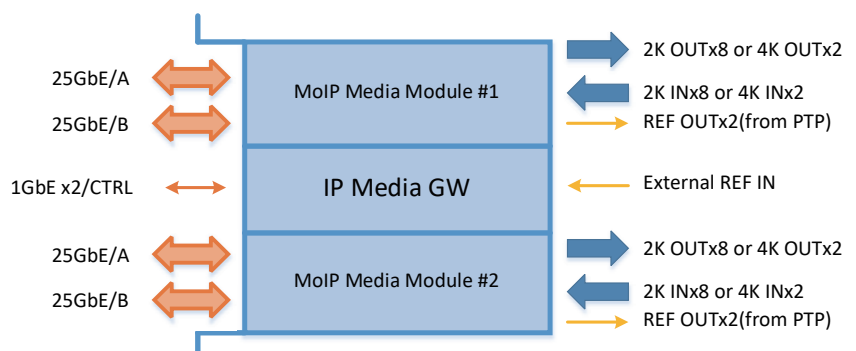 2K OUTx8 or 4K OUTx2
25GbE/A
MoIP Media Module #1
2K INx8 or 4K INx2
25GbE/B
REF OUTx2(from PTP)
1GbE x2/CTRL
IP Media GW
External REF IN
25GbE/A
2K OUTx8 or 4K OUTx2
MoIP Media Module #2
25GbE/B
2K INx8 or 4K INx2
REF OUTx2(from PTP)